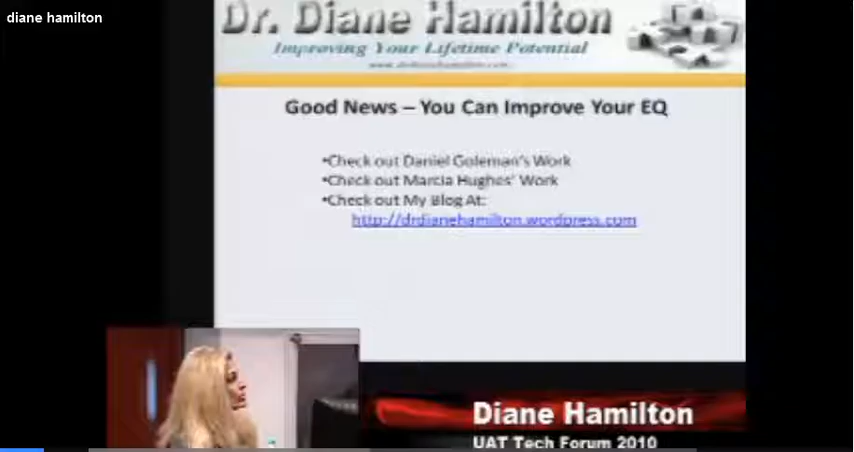 diane hamilton
Dr. Diane Hamilton
Improving Your Lifetime Potential
www.drdianehamilton.com
Good News – You Can Improve Your EQ
•Check out Daniel Goleman's Work
•Check out Marcia Hughes' Work
•Check out My Blog At:
http://drdianehamilton.wordpress.com
Diane Hamilton
UAT Tech Forum 2010